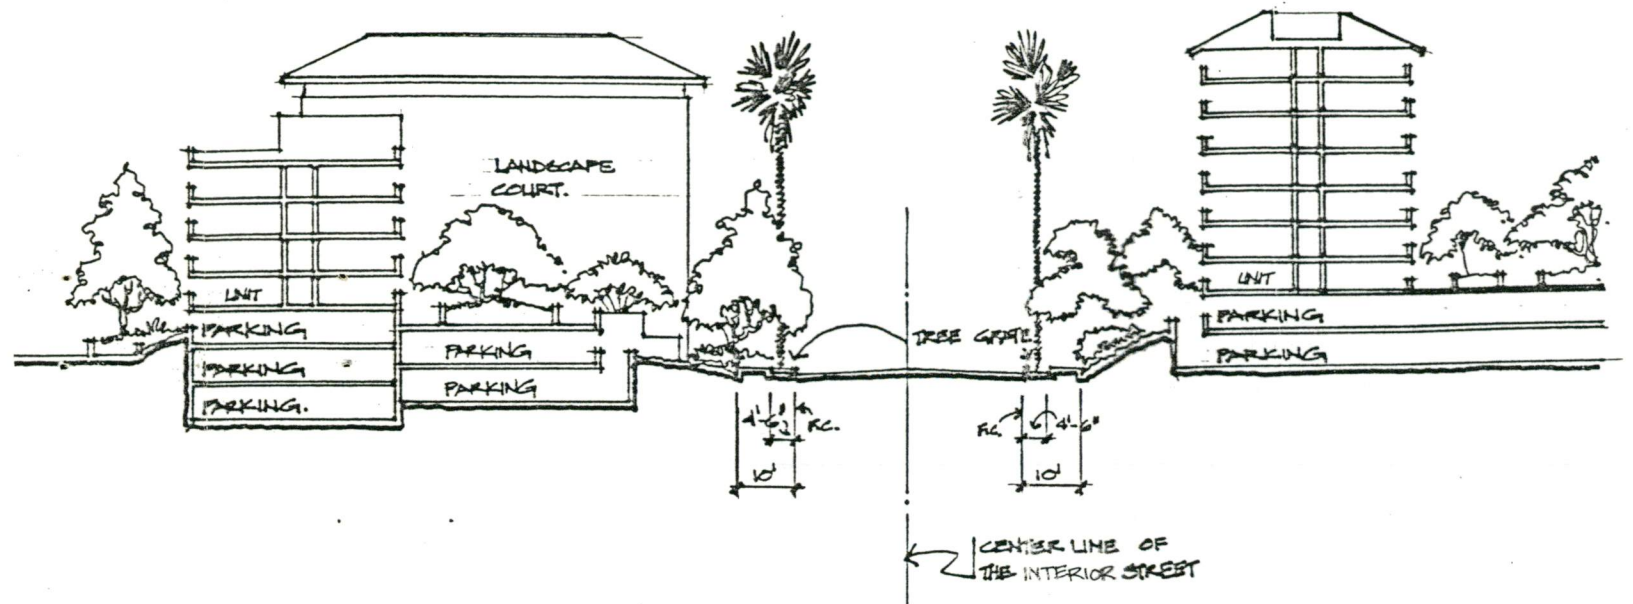 LANDSCAPE
COURT.
UNIT
PARKING
PARKING
PARKING.
PARKING
PARKING
TREE GRATE
UNIT
PARKING
PARKING
4'-6"
F.C.
10'
F.C.
4'-6"
10'
CENTER LINE OF
THE INTERIOR STREET